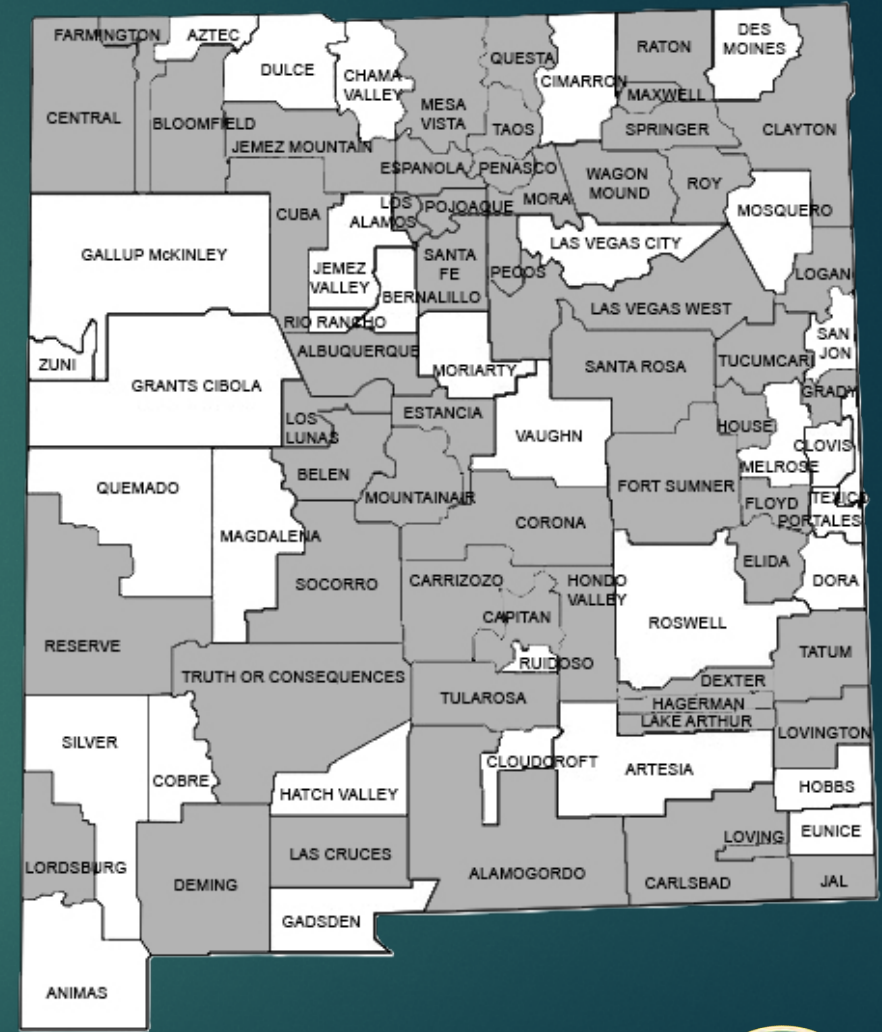 FARMINGTON
AZTEC
DULCE
CHAMA
VALLEY
MESA
VISTA
QUESTA
TAOS
CIMARRON
RATON
DES
MOINES
MAXWELL
SPRINGER
CLAYTON
CENTRAL
BLOOMFIELD
JEMEZ MOUNTAIN
ESPANOLA
PENASCO
WAGON
MOUND
ROY
CUBA
LOS
ALAMOS
POJOAQUE
MORA
MOSQUERO
GALLUP McKINLEY
JEMEZ
VALLEY
BERNALILLO
SANTA
FE
PECOS
LAS VEGAS CITY
LOGAN
LAS VEGAS WEST
RIO RANCHO
ALBUQUERQUE
ZUNI
GRANTS CIBOLA
MORIARTY
SANTA ROSA
TUCUMCARI
SAN
JON
GRADY
LOS
LUNAS
ESTANCIA
VAUGHN
HOUSE
CLOVIS
MELROSE
QUEMADO
BELEN
MOUNTAINAIR
FORT SUMNER
FLOYD
TEXICO
PORTALES
MAGDALENA
CORONA
ELIDA
DORA
SOCORRO
CARRIZOZO
HONDO
VALLEY
CAPITAN
ROSWELL
RESERVE
RUIDOSO
TATUM
TRUTH OR CONSEQUENCES
TULAROSA
DEXTER
HAGERMAN
LAKE ARTHUR
LOVINGTON
SILVER
COBRE
HATCH VALLEY
CLOUDCROFT
ARTESIA
HOBBS
EUNICE
LORDSBURG
DEMING
LAS CRUCES
ALAMOGORDO
LOVING
CARLSBAD
JAL
GADSDEN
ANIMAS